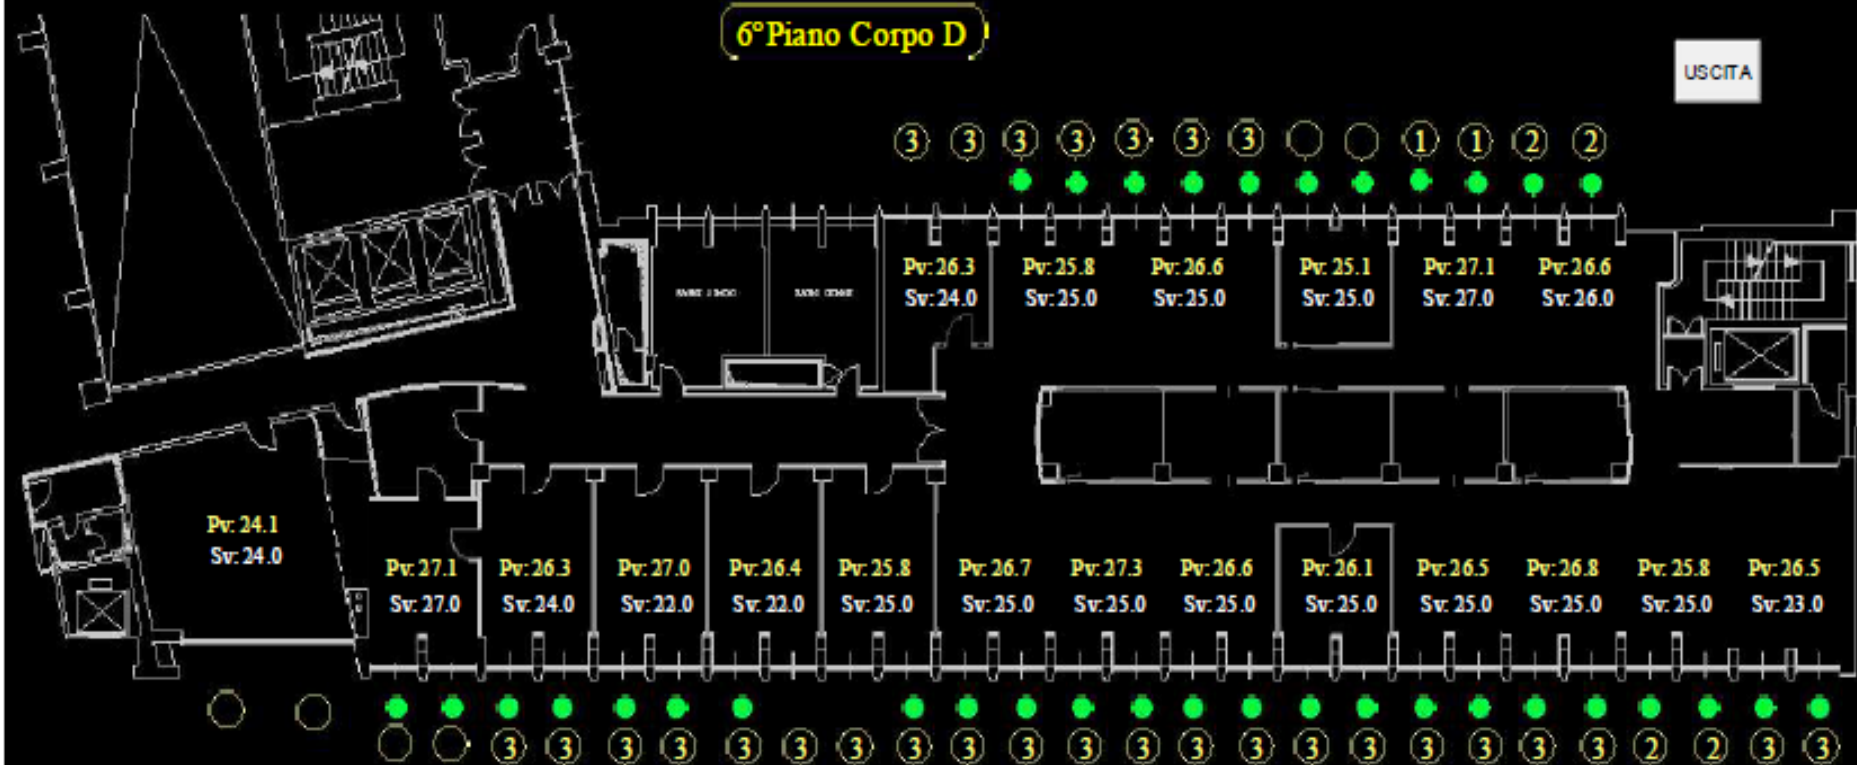 6°Piano Corpo D
USCITA
3 3 3 3 3 3 3 1 1 2 2
Pv: 26.3 Pv: 25.8 Pv: 26.6 Pv: 25.1 Pv: 27.1 Pv: 26.6
Sv: 24.0 Sv: 25.0 Sv: 25.0 Sv: 25.0 Sv: 27.0 Sv: 26.0
Pv: 24.1
Sv: 24.0
Pv: 27.1 Pv: 26.3 Pv: 27.0 Pv: 26.4 Pv: 25.8 Pv: 26.7 Pv: 27.3 Pv: 26.6 Pv: 26.1 Pv: 26.5 Pv: 26.8 Pv: 25.8 Pv: 26.5
Sv: 27.0 Sv: 24.0 Sv: 22.0 Sv: 22.0 Sv: 25.0 Sv: 25.0 Sv: 25.0 Sv: 25.0 Sv: 25.0 Sv: 25.0 Sv: 25.0 Sv: 25.0 Sv: 23.0
3 3 3 3 3 3 3 3 3 3 3 3 3 3 3 3 3 3 3 3 2 2 3 3